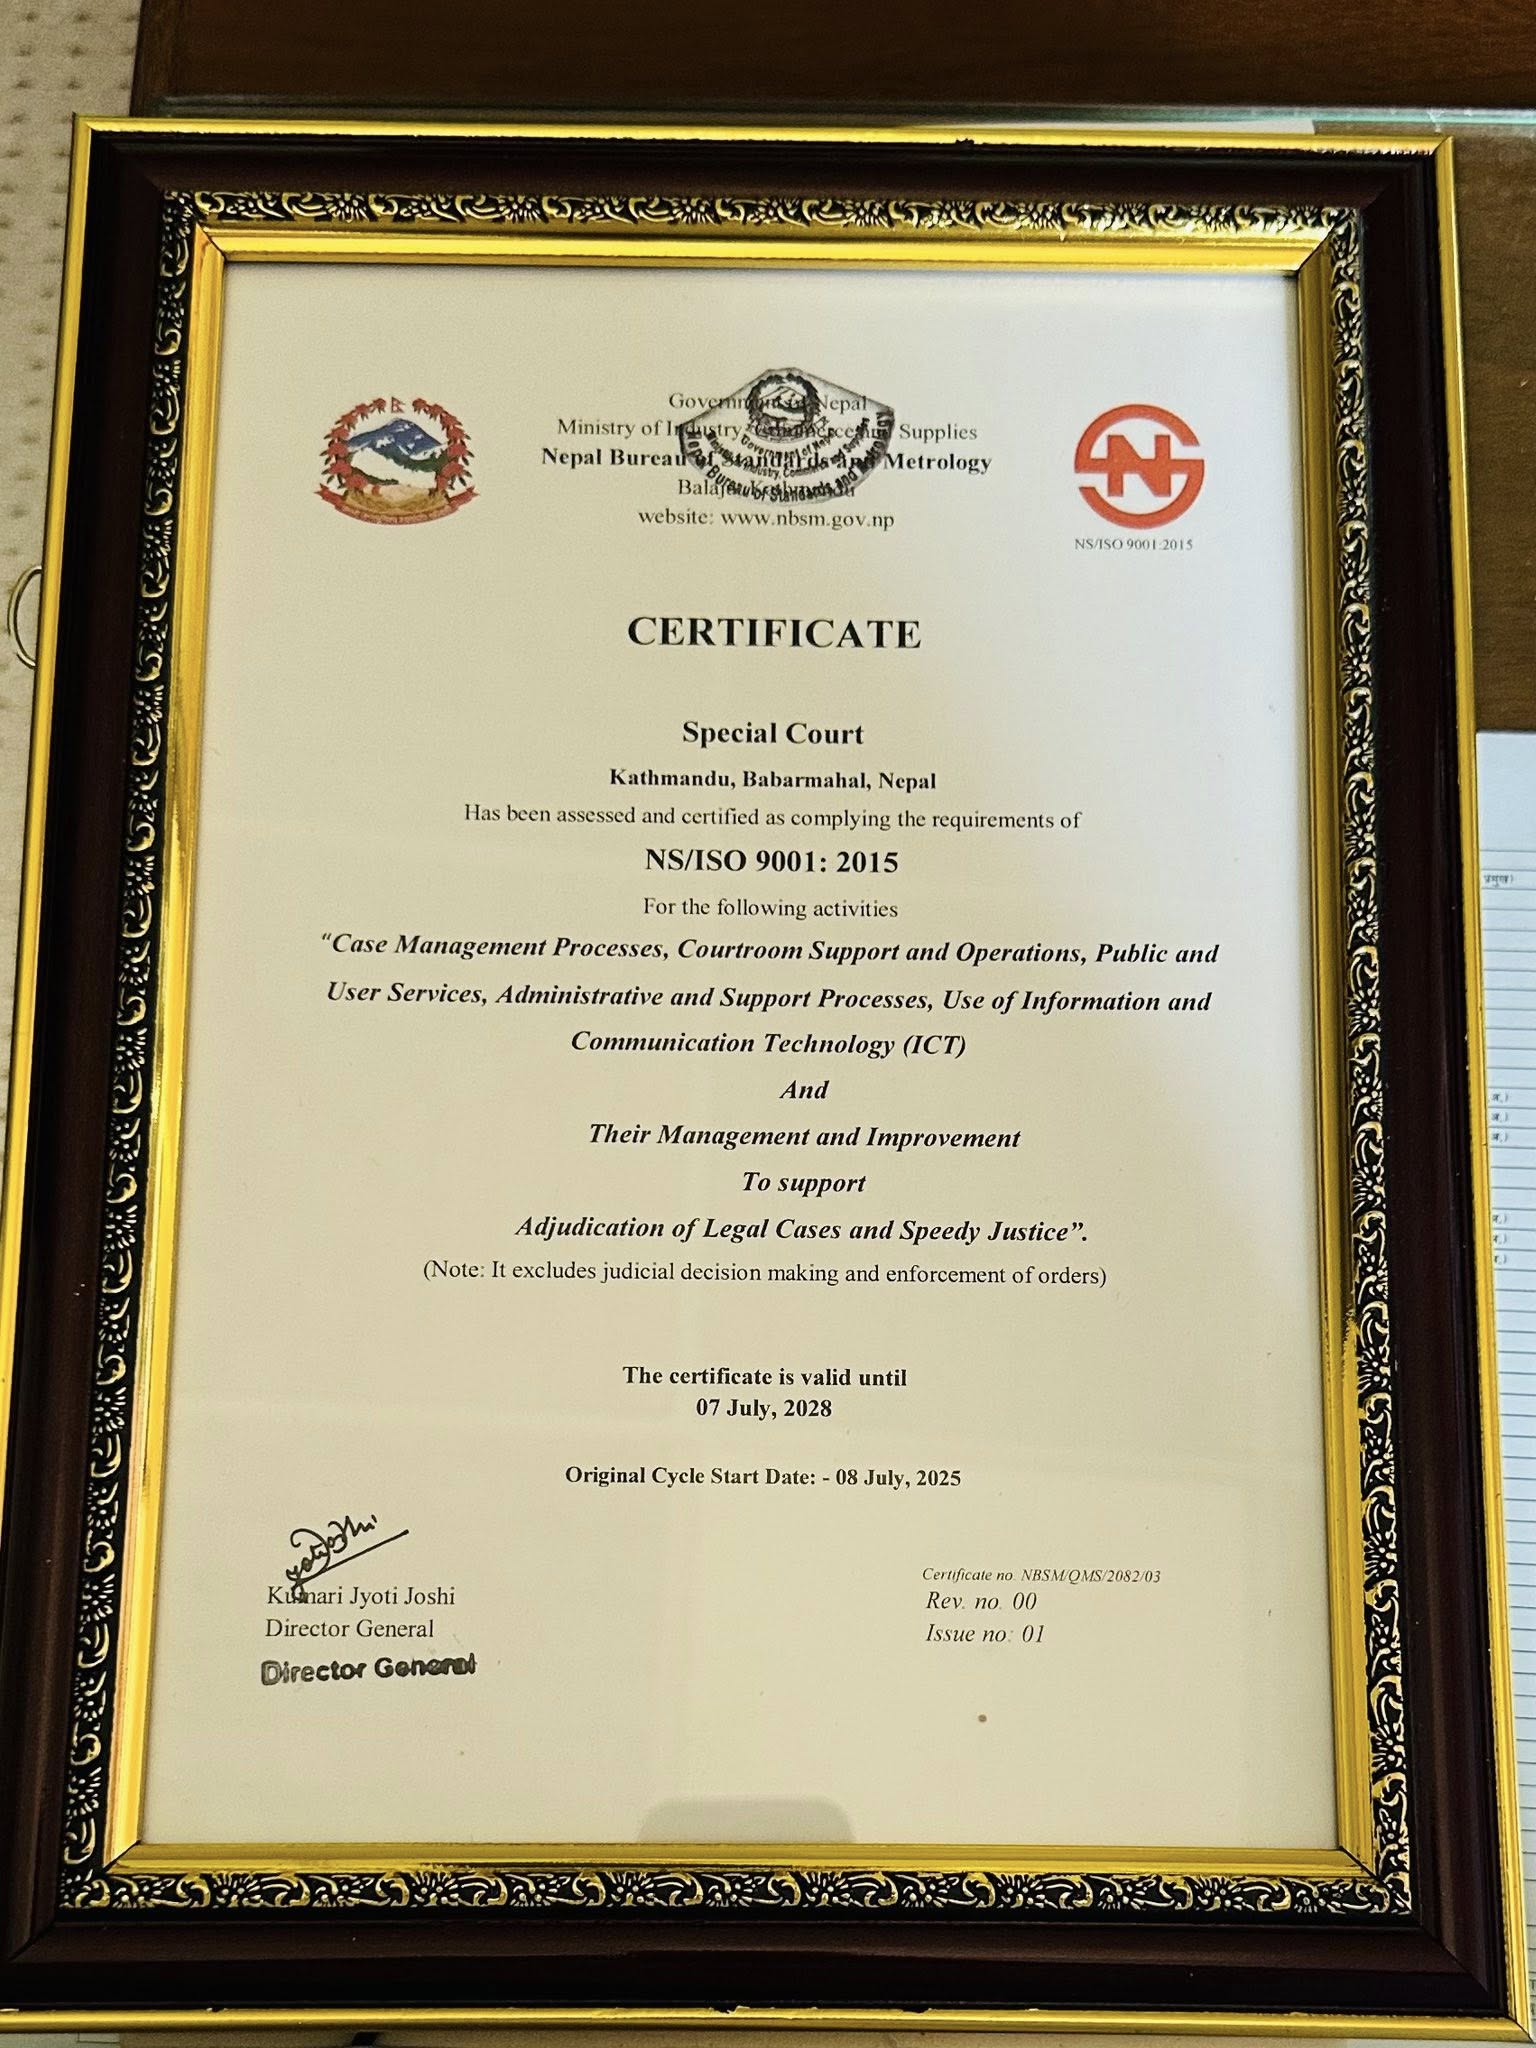 Government of Nepal
Ministry of Industry, Commerce and Supplies
Nepal Bureau of Standards and Metrology
Balaju, Kathmandu
website: www.nbsm.gov.np
NS/ISO 9001:2015
CERTIFICATE
Special Court
Kathmandu, Babarmahal, Nepal
Has been assessed and certified as complying the requirements of
NS/ISO 9001: 2015
For the following activities
“Case Management Processes, Courtroom Support and Operations, Public and
User Services, Administrative and Support Processes, Use of Information and
Communication Technology (ICT)
And
Their Management and Improvement
To support
Adjudication of Legal Cases and Speedy Justice”.
(Note: It excludes judicial decision making and enforcement of orders)
The certificate is valid until
07 July, 2028
Original Cycle Start Date: - 08 July, 2025
Kumari Jyoti Joshi
Director General
Director General
Certificate no. NBSM/QMS/2082/03
Rev. no. 00
Issue no: 01